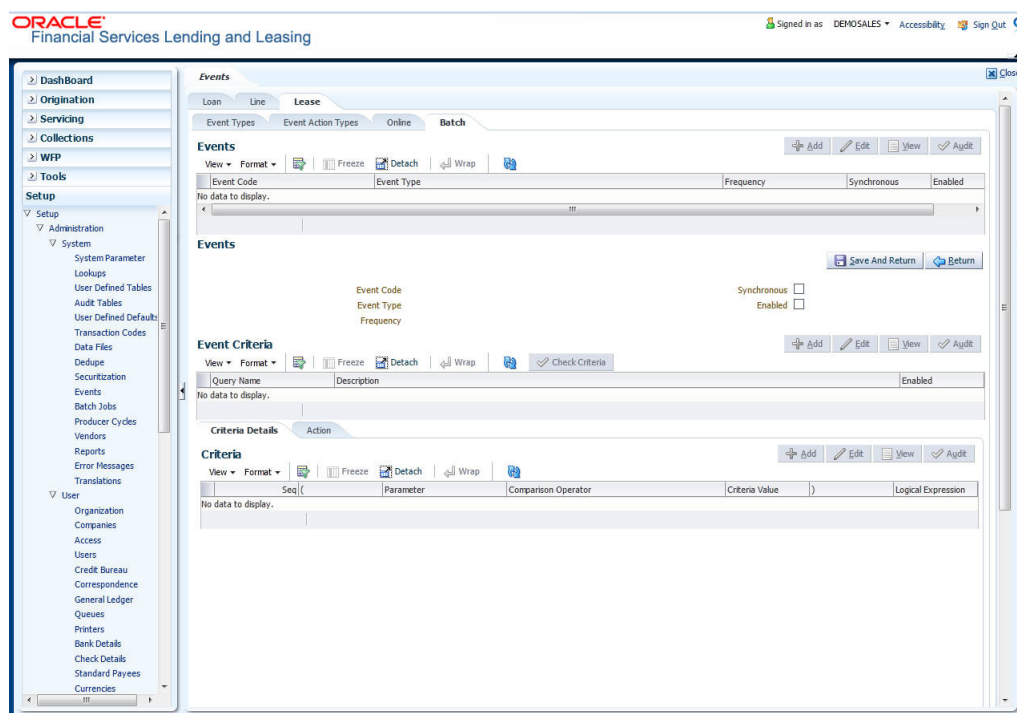 ORACLE
Financial Services Lending and Leasing
Signed in as DEMOSALES Accessibility Sign Out
DashBoard
Origination
Servicing
Collections
WFP
Tools
Setup
Setup
Administration
System
System Parameter
Lookups
User Defined Tables
Audit Tables
User Defined Defaults
Transaction Codes
Data Files
Dedupe
Securitization
Events
Batch Jobs
Producer Cycles
Vendors
Reports
Error Messages
Translations
User
Organization
Companies
Access
Users
Credit Bureau
Correspondence
General Ledger
Queues
Printers
Bank Details
Check Details
Standard Payees
Currencies
Events
Close
Loan Line Lease
Event Types Event Action Types Online Batch
Events
Add Edit View Audit
View Format Freeze Detach Wrap
Event Code Event Type Frequency Synchronous Enabled
No data to display.
Events
Save And Return Return
Event Code Synchronous
Event Type Enabled
Frequency
Event Criteria
Add Edit View Audit
View Format Freeze Detach Wrap Check Criteria
Query Name Description Enabled
No data to display.
Criteria Details Action
Criteria
Add Edit View Audit
View Format Freeze Detach Wrap
Seq ( Parameter Comparison Operator Criteria Value ) Logical Expression
No data to display.